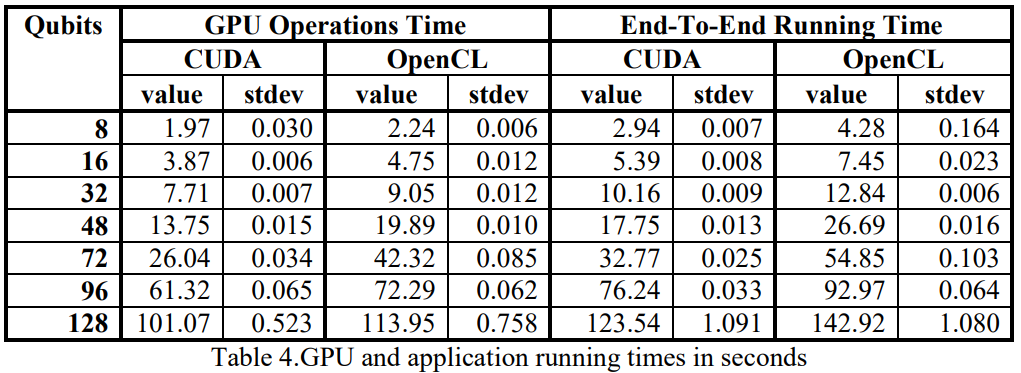 Qubits GPU Operations Time End-To-End Running Time
CUDA OpenCL CUDA OpenCL
value stdev value stdev value stdev value stdev
8 1.97 0.030 2.24 0.006 2.94 0.007 4.28 0.164
16 3.87 0.006 4.75 0.012 5.39 0.008 7.45 0.023
32 7.71 0.007 9.05 0.012 10.16 0.009 12.84 0.006
48 13.75 0.015 19.89 0.010 17.75 0.013 26.69 0.016
72 26.04 0.034 42.32 0.085 32.77 0.025 54.85 0.103
96 61.32 0.065 72.29 0.062 76.24 0.033 92.97 0.064
128 101.07 0.523 113.95 0.758 123.54 1.091 142.92 1.080
Table 4.GPU and application running times in seconds